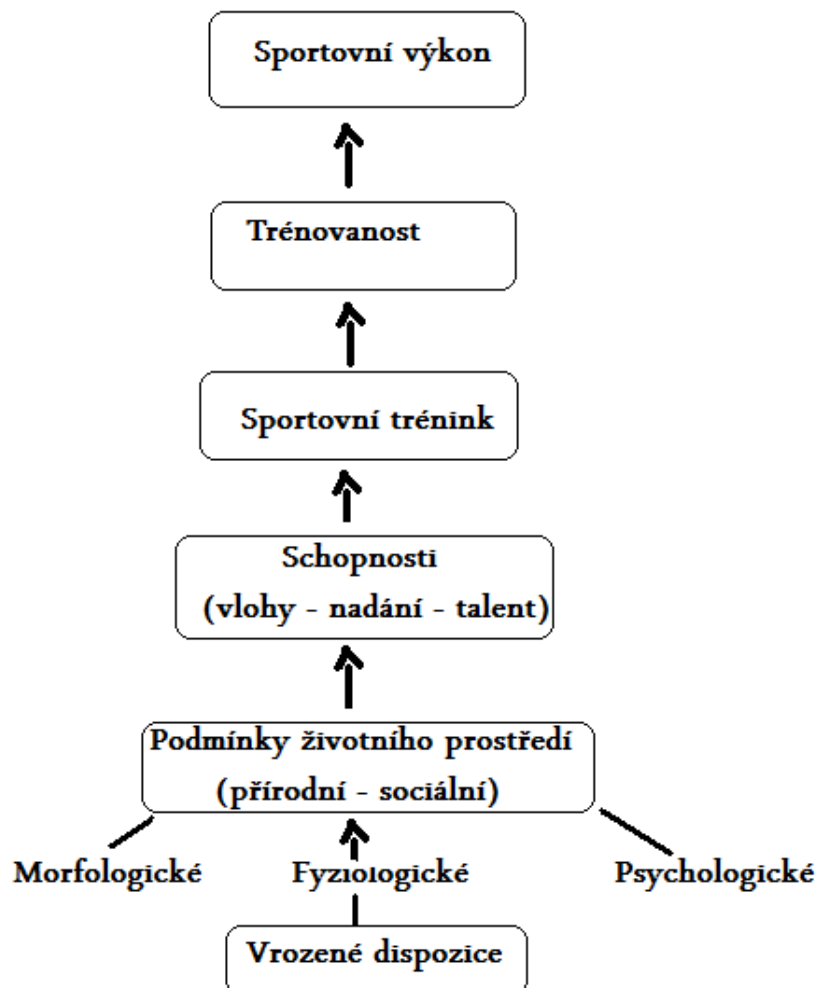 Sportovní výkon
Trénovanost
Sportovní trénink
Schopnosti
(vlohy - nadání - talent)
Podmínky životního prostředí
(přírodní - sociální)
Morfologické Fyziologické Psychologické
Vrozené dispozice